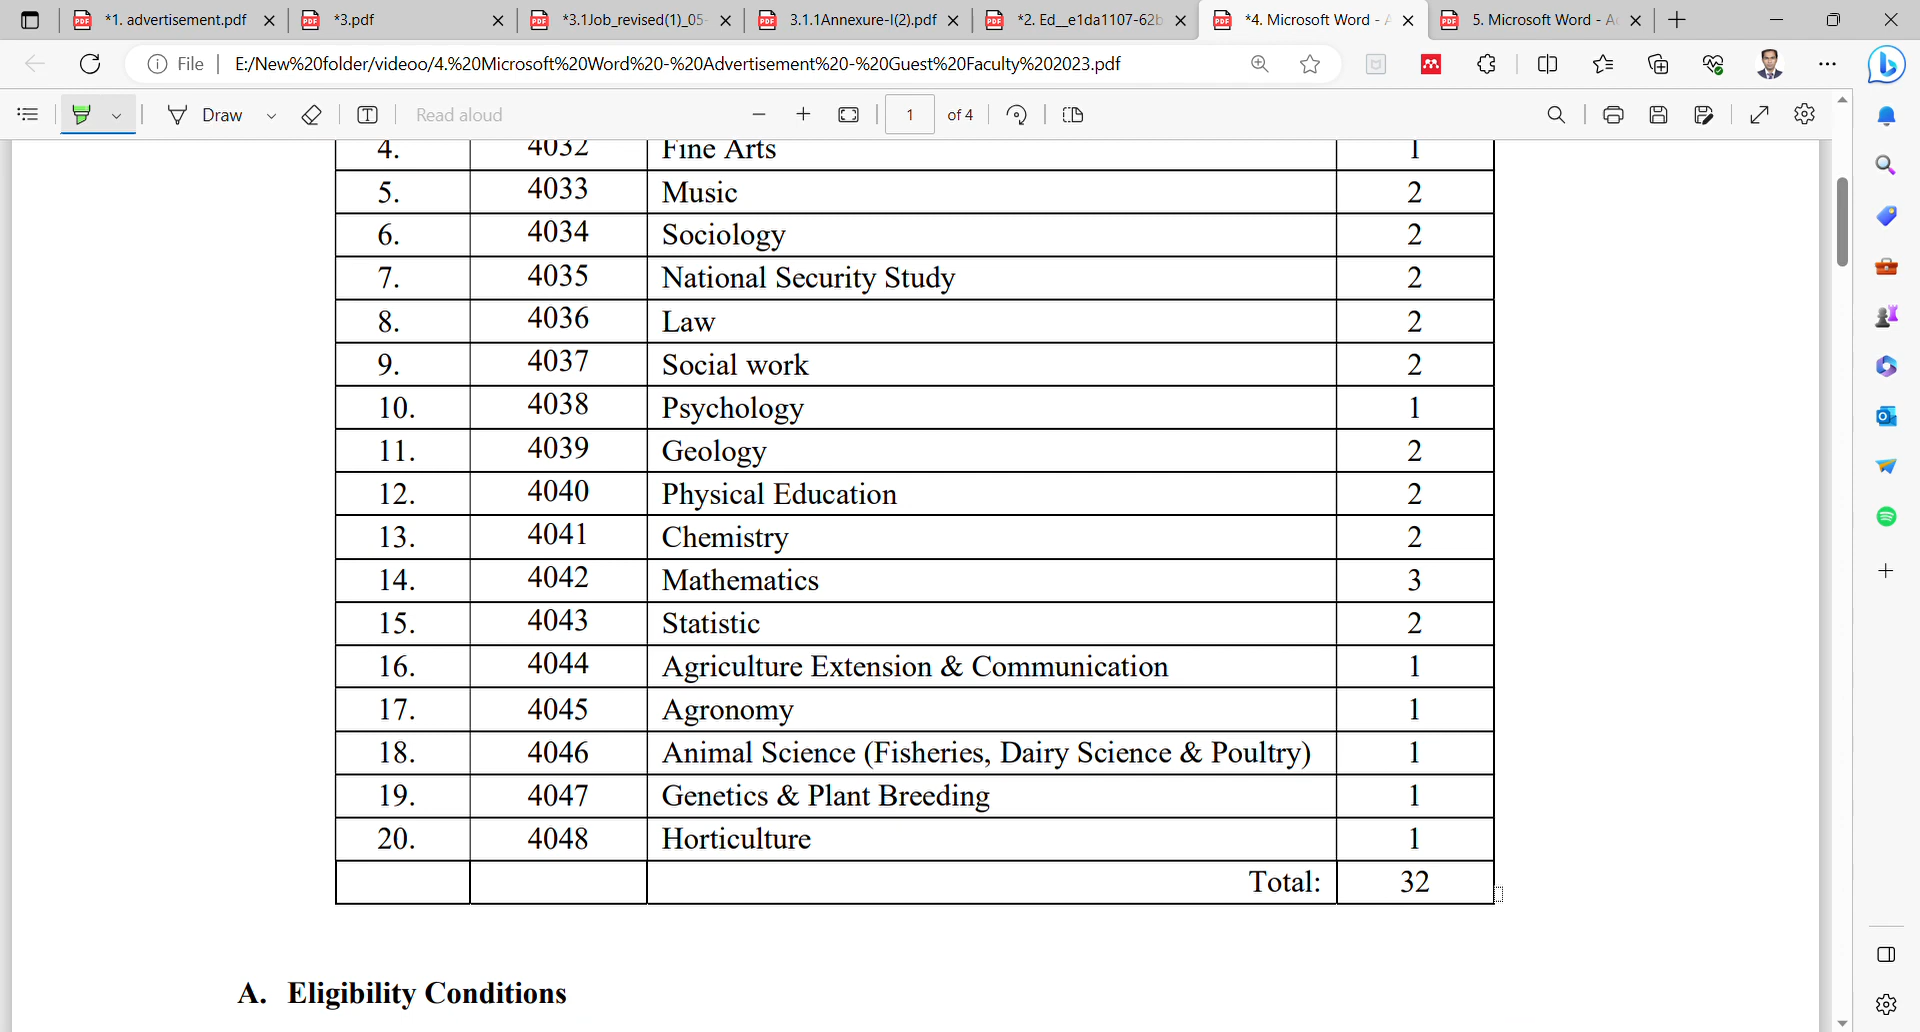 *1. advertisement.pdf
*3.pdf
*3.1Job_revised(1)_05-
3.1.1Annexure-I(2).pdf
*2. Ed__e1da1107-62b
*4. Microsoft Word - A
5. Microsoft Word - A
File
E:/New%20folder/videoo/4.%20Microsoft%20Word%20-%20Advertisement%20-%20Guest%20Faculty%202023.pdf
Draw
Read aloud
1 of 4
4. 4032 Fine Arts 1
5. 4033 Music 2
6. 4034 Sociology 2
7. 4035 National Security Study 2
8. 4036 Law 2
9. 4037 Social work 2
10. 4038 Psychology 1
11. 4039 Geology 2
12. 4040 Physical Education 2
13. 4041 Chemistry 2
14. 4042 Mathematics 3
15. 4043 Statistic 2
16. 4044 Agriculture Extension & Communication 1
17. 4045 Agronomy 1
18. 4046 Animal Science (Fisheries, Dairy Science & Poultry) 1
19. 4047 Genetics & Plant Breeding 1
20. 4048 Horticulture 1
Total: 32
A. Eligibility Conditions